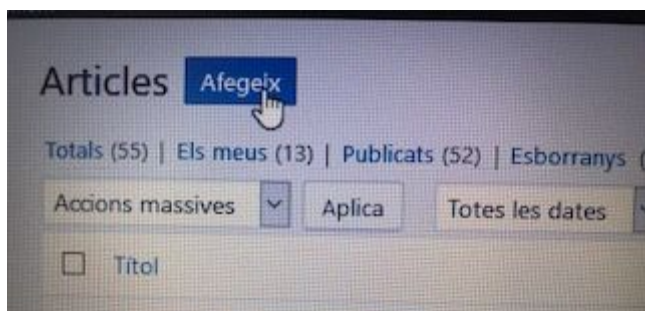 Articles Afegeix
Totals (55) | Els meus (13) | Publicats (52) | Esborranys (
Accions massives Aplica Totes les dates
Títol